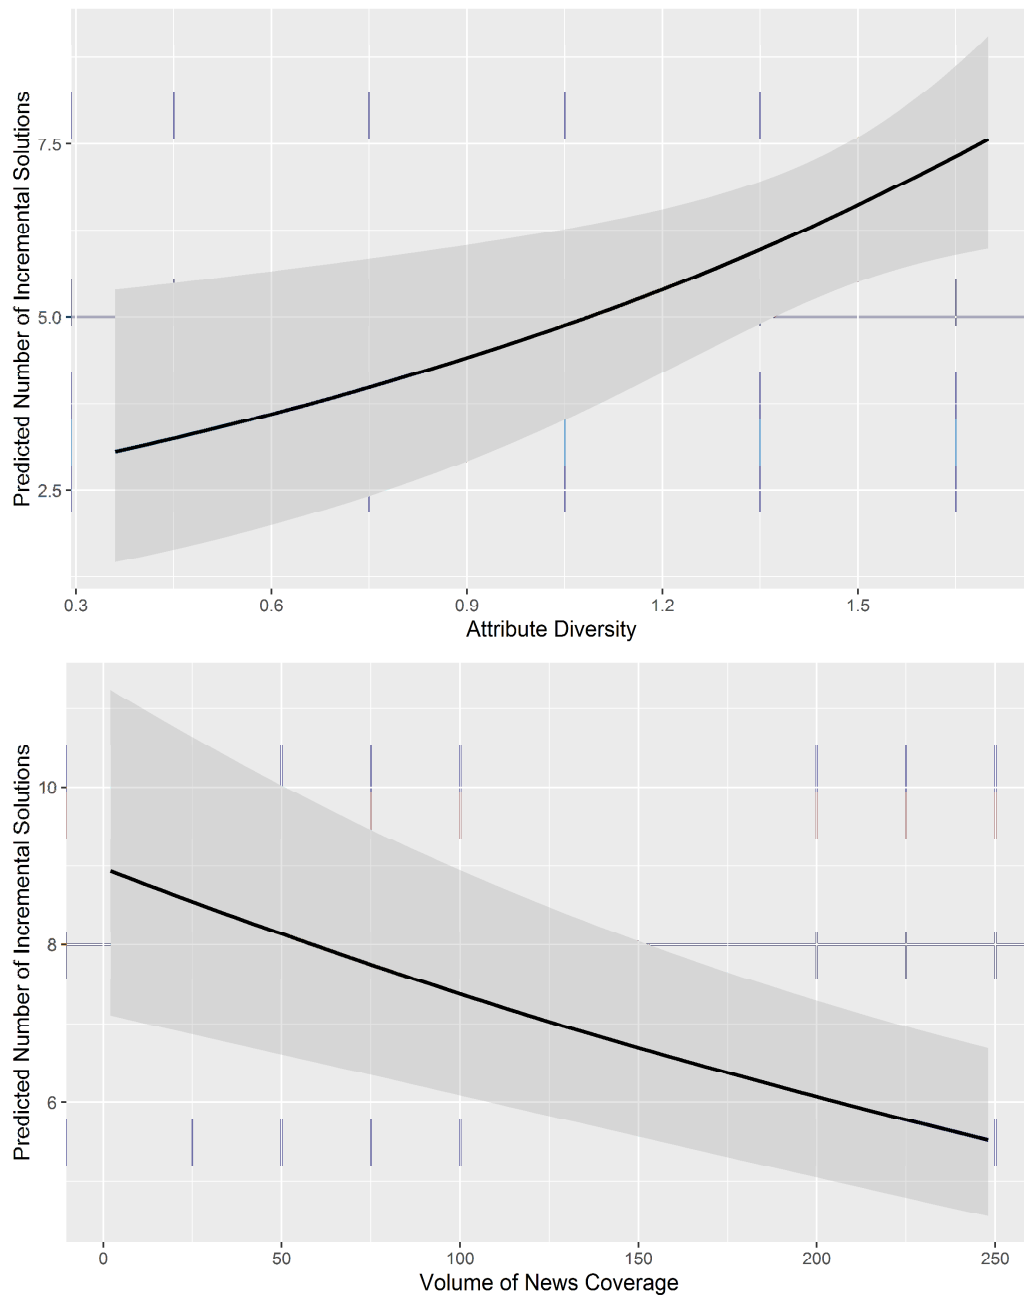 Predicted Number of Incremental Solutions
7.5
5.0
2.5
0.3 0.6 0.9 1.2 1.5
Attribute Diversity
Predicted Number of Incremental Solutions
10
8
6
0 50 100 150 200 250
Volume of News Coverage